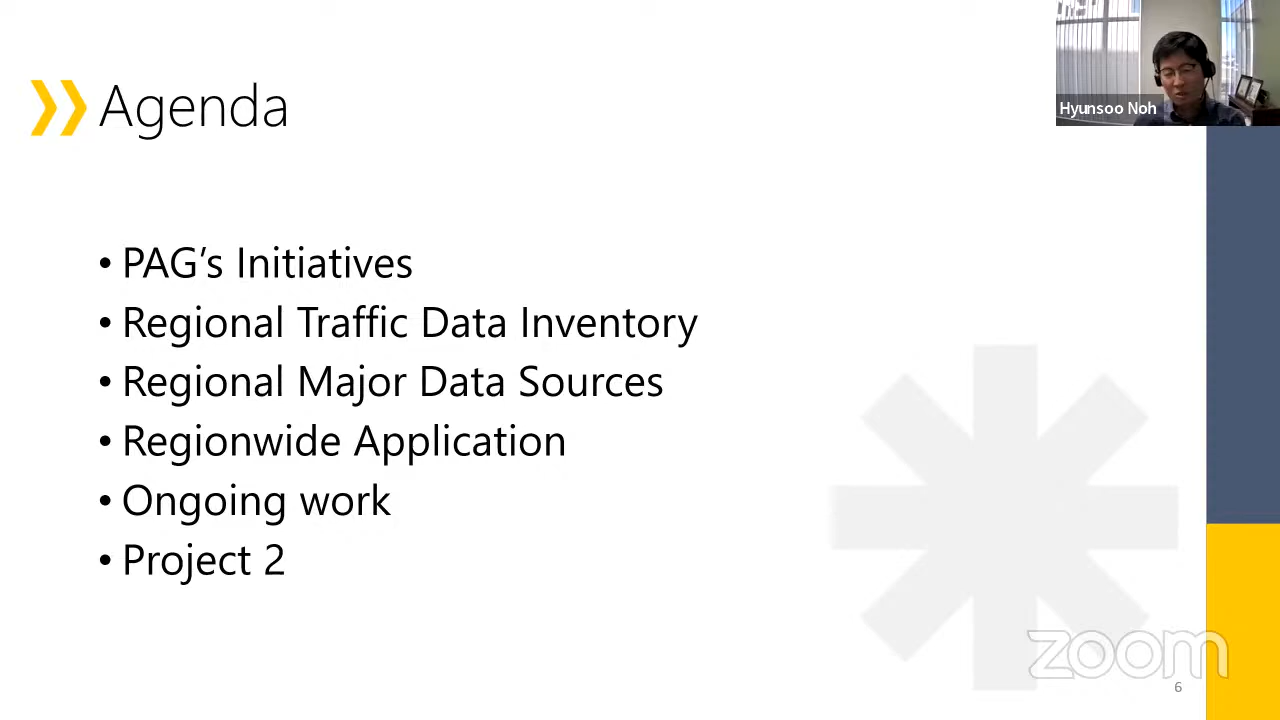 Agenda
Hyunsoo Noh
• PAG's Initiatives
• Regional Traffic Data Inventory
• Regional Major Data Sources
• Regionwide Application
• Ongoing work
• Project 2
zoom
6